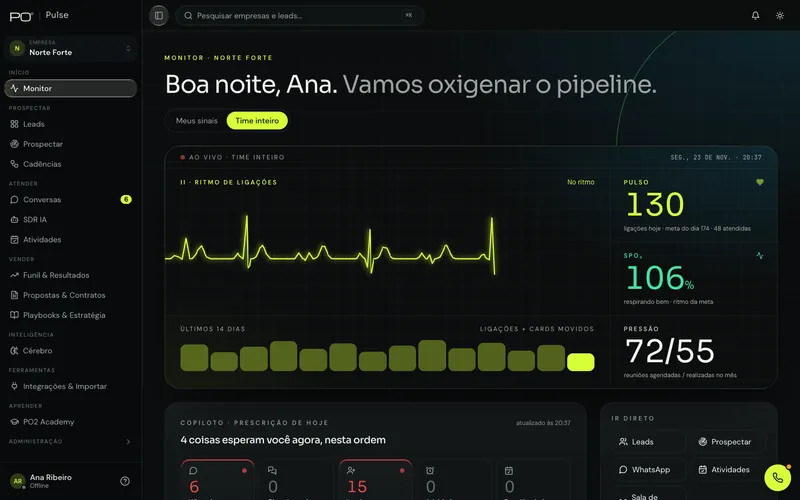 PO2 Pulse
Pesquisar empresas e leads... ⌘K
N EMPRESA
Norte Forte
INÍCIO
Monitor
PROSPECTAR
Leads
Prospectar
Cadências
ATENDER
Conversas 6
SDR IA
Atividades
VENDER
Funil & Resultados
Propostas & Contratos
Playbooks & Estratégia
INTELIGÊNCIA
Cérebro
FERRAMENTAS
Integrações & Importar
APRENDER
PO2 Academy
ADMINISTRAÇÃO
AR Ana Ribeiro
Offline
MONITOR · NORTE FORTE
Boa noite, Ana. Vamos oxigenar o pipeline.
Meus sinais Time inteiro
AO VIVO · TIME INTEIRO SEG., 23 DE NOV. · 20:37
II · RITMO DE LIGAÇÕES No ritmo
PULSO
130
ligações hoje · meta do dia 174 · 48 atendidas
SPO₂
106%
respirando bem · ritmo da meta
ÚLTIMOS 14 DIAS LIGAÇÕES + CARDS MOVIDOS
PRESSÃO
72/55
reuniões agendadas / realizadas no mês
COPILOTO · PRESCRIÇÃO DE HOJE atualizado às 20:37
4 coisas esperam você agora, nesta ordem
6 0 15 0 0
IR DIRETO
Leads Prospectar
WhatsApp Atividades
Sala de